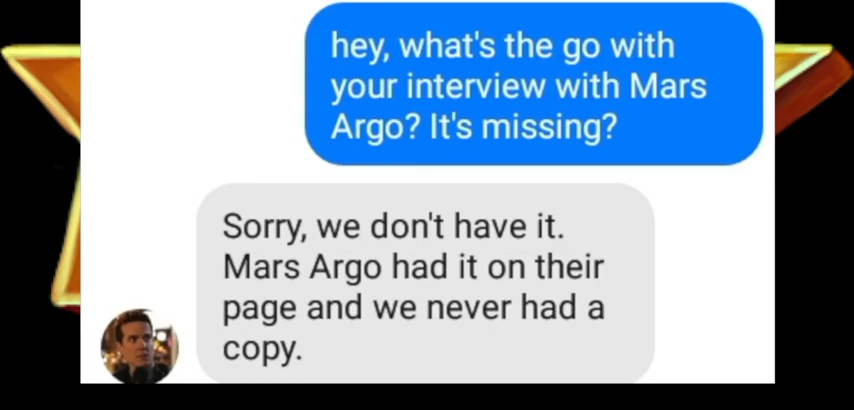 hey, what's the go with
your interview with Mars
Argo? It's missing?
Sorry, we don't have it.
Mars Argo had it on their
page and we never had a
copy.